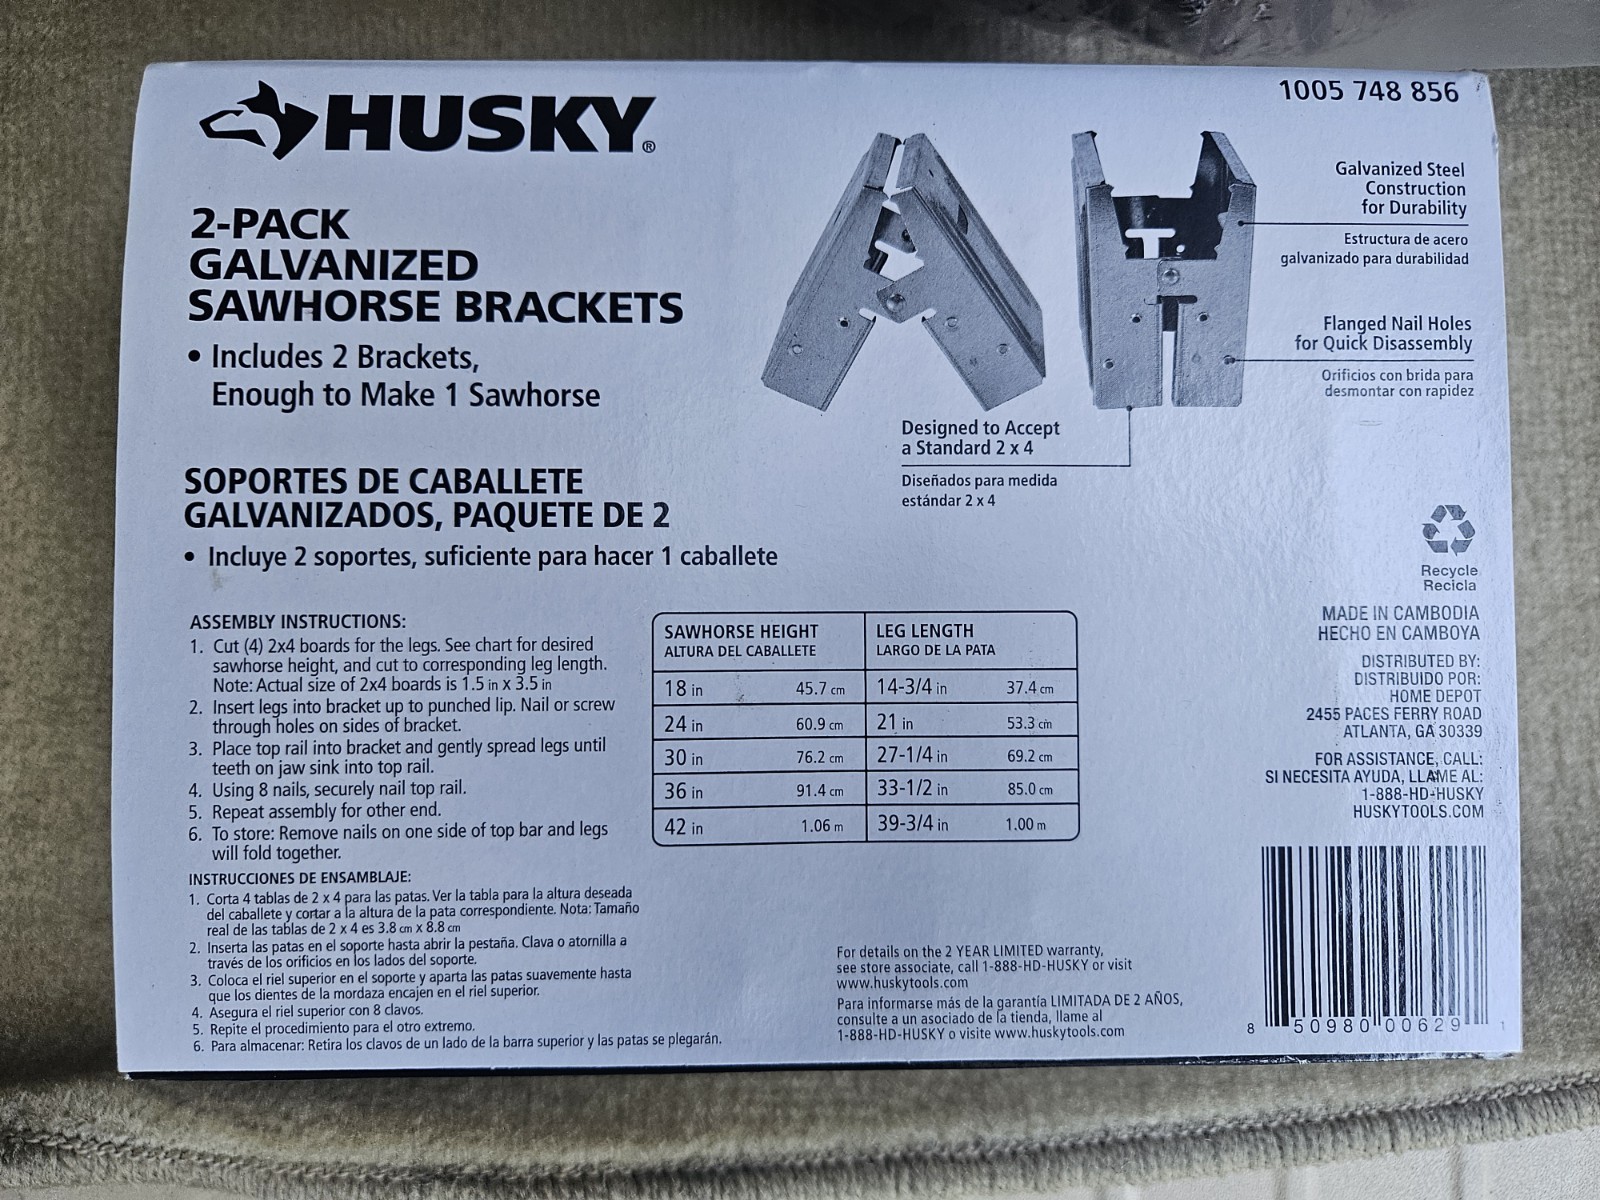 HUSKY®
1005 748 856
2-PACK
GALVANIZED
SAWHORSE BRACKETS
• Includes 2 Brackets,
Enough to Make 1 Sawhorse
SOPORTES DE CABALLETE
GALVANIZADOS, PAQUETE DE 2
• Incluye 2 soportes, suficiente para hacer 1 caballete
Galvanized Steel
Construction
for Durability
Estructura de acero
galvanizado para durabilidad
Flanged Nail Holes
for Quick Disassembly
Orificios con brida para
desmontar con rapidez
Designed to Accept
a Standard 2 x 4
Diseñados para medida
estándar 2 x 4
ASSEMBLY INSTRUCTIONS:
1. Cut (4) 2x4 boards for the legs. See chart for desired
sawhorse height, and cut to corresponding leg length.
Note: Actual size of 2x4 boards is 1.5 in x 3.5 in
2. Insert legs into bracket up to punched lip. Nail or screw
through holes on sides of bracket.
3. Place top rail into bracket and gently spread legs until
teeth on jaw sink into top rail.
4. Using 8 nails, securely nail top rail.
5. Repeat assembly for other end.
6. To store: Remove nails on one side of top bar and legs
will fold together.
INSTRUCCIONES DE ENSAMBLAJE:
1. Corta 4 tablas de 2 x 4 para las patas. Ver la tabla para la altura deseada
del caballete y cortar a la altura de la pata correspondiente. Nota: Tamaño
real de las tablas de 2 x 4 es 3.8 cm X 8.8 cm
2. Inserta las patas en el soporte hasta abrir la pestaña. Clava o atornilla a
través de los orificios en los lados del soporte.
3. Coloca el riel superior en el soporte y aparta las patas suavemente hasta
que los dientes de la mordaza encajen en el riel superior.
4. Asegura el riel superior con 8 clavos.
5. Repite el procedimiento para el otro extremo.
6. Para almacenar: Retira los clavos de un lado de la barra superior y las patas se plegarán.
SAWHORSE HEIGHT LEG LENGTH
ALTURA DEL CABALLETE LARGO DE LA PATA
18 in 45.7 cm 14-3/4 in 37.4 cm
24 in 60.9 cm 21 in 53.3 cm
30 in 76.2 cm 27-1/4 in 69.2 cm
36 in 91.4 cm 33-1/2 in 85.0 cm
42 in 1.06 m 39-3/4 in 1.00 m
For details on the 2 YEAR LIMITED warranty,
see store associate, call 1-888-HD-HUSKY or visit
www.huskytools.com
Para informarse más de la garantía LIMITADA DE 2 AÑOS,
consulte a un asociado de la tienda, llame al
1-888-HD-HUSKY o visite www.huskytools.com
Recycle
Recicla
MADE IN CAMBODIA
HECHO EN CAMBOYA
DISTRIBUTED BY:
DISTRIBUIDO POR:
HOME DEPOT
2455 PACES FERRY ROAD
ATLANTA, GA 30339
FOR ASSISTANCE, CALL:
SI NECESITA AYUDA, LLAME AL:
1-888-HD-HUSKY
HUSKYTOOLS.COM
8 50980 00629 1